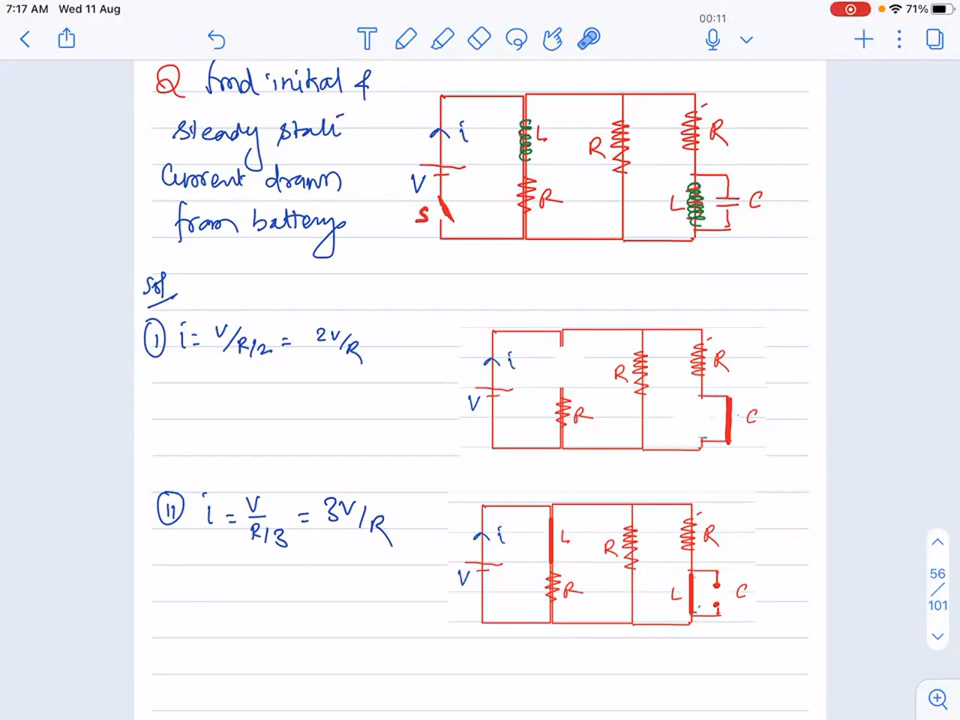 7:17 AM Wed 11 Aug
00:11
71%
Q find initial &
steady state
current drawn
from battery
i
V
S
L
R
R
R
L
C
Sol
(I) i = V/R/2 = 2V/R
i
V
R
R
R
C
(II) i = V/R/3 = 3V/R
i
V
L
R
R
R
L
C
56
/
101